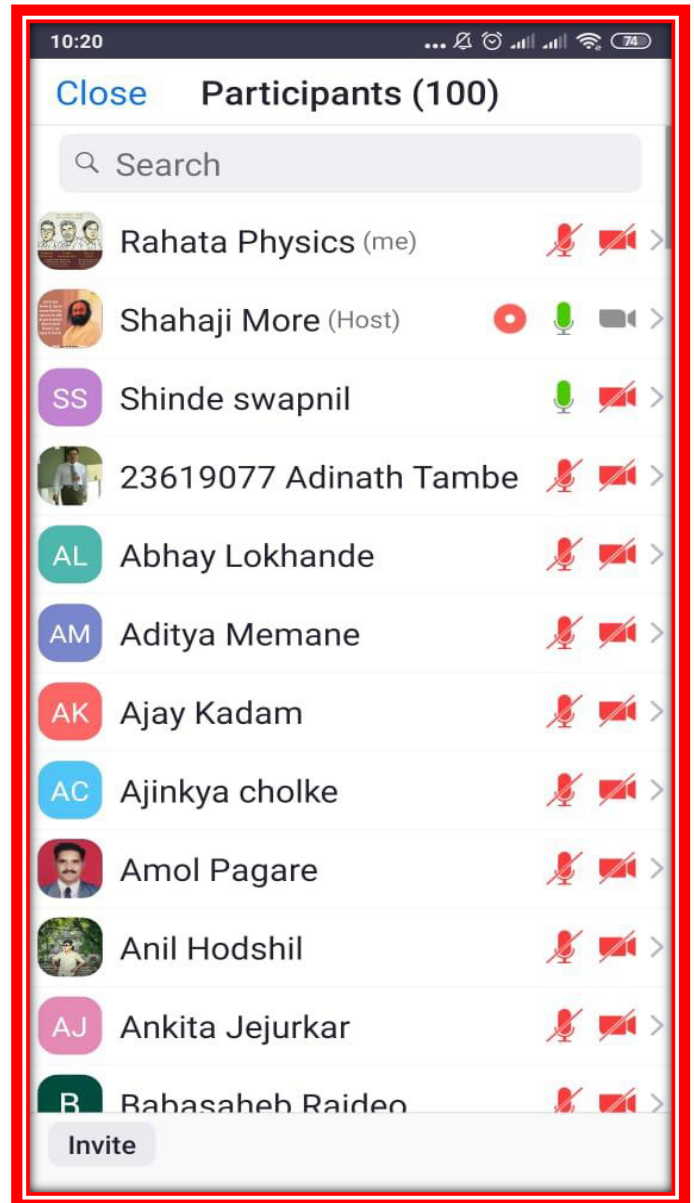 10:20 ... 74
Close Participants (100)
Search
Rahata Physics (me)
Shahaji More (Host)
SS Shinde swapnil
23619077 Adinath Tambe
AL Abhay Lokhande
AM Aditya Memane
AK Ajay Kadam
AC Ajinkya cholke
Amol Pagare
Anil Hodshil
AJ Ankita Jejurkar
B Babasaheb Raideo
Invite